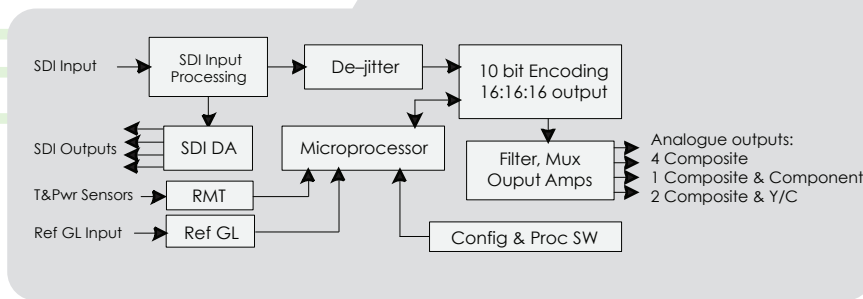 SDI Input
SDI Input
Processing
De–jitter
10 bit Encoding
16:16:16 output
SDI Outputs
SDI DA
Microprocessor
Filter, Mux
Ouput Amps
Analogue outputs:
4 Composite
1 Composite & Component
2 Composite & Y/C
T&Pwr Sensors
RMT
Ref GL Input
Ref GL
Config & Proc SW